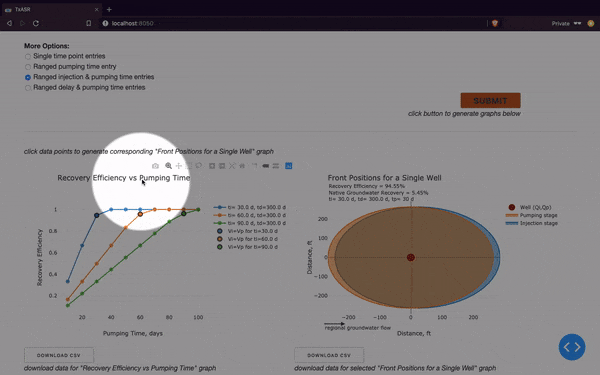 TxASR
localhost:8050
Private
More Options:
Single time point entries
Ranged pumping time entry
Ranged injection & pumping time entries
Ranged delay & pumping time entries
SUBMIT
click button to generate graphs below
click data points to generate corresponding "Front Positions for a Single Well" graph
Recovery Efficiency vs Pumping Time
1
0.8
0.6
0.4
0.2
20
40
60
80
100
Recovery Efficiency
Pumping Time, days
ti= 30.0 d, td=300.0 d
ti= 60.0 d, td=300.0 d
ti= 90.0 d, td=300.0 d
Vi=Vp for ti=30.0 d
Vi=Vp for ti=60.0 d
Vi=Vp for ti=90.0 d
Front Positions for a Single Well
Recovery Efficiency = 94.55%
Native Groundwater Recovery = 5.45%
ti= 30.0 d, td= 300.0 d, tp= 30 d
200
100
0
−100
−200
−200
−100
0
100
200
Distance, ft
Distance, ft
regional groundwater flow
Well (Qi,Qp)
Pumping stage
Injection stage
DOWNLOAD CSV
download data for "Recovery Efficiency vs Pumping Time" graph
DOWNLOAD CSV
download data for selected "Front Positions for a Single Well" graph